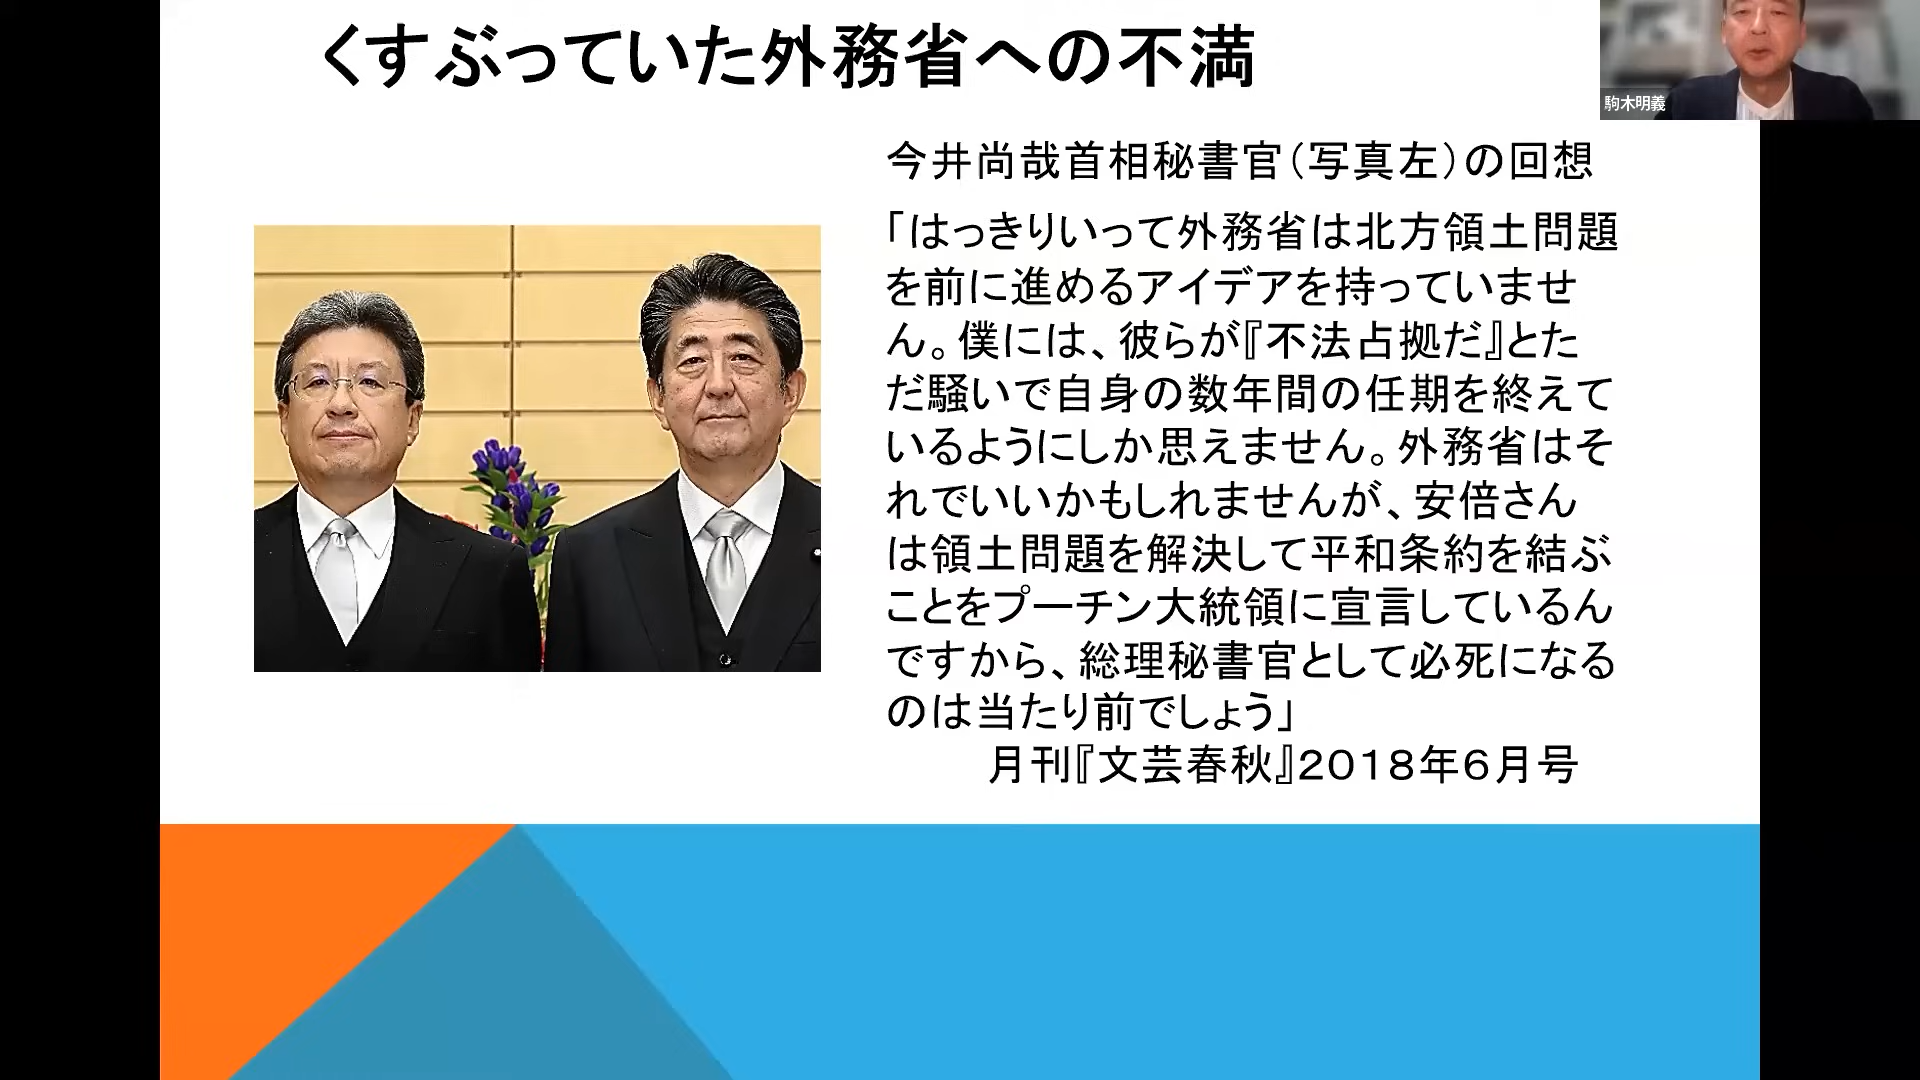 くすぶっていた外務省への不満
駒木明義
今井尚哉首相秘書官（写真左）の回想
「はっきりいって外務省は北方領土問題
を前に進めるアイデアを持っていませ
ん。僕には、彼らが『不法占拠だ』とた
だ騒いで自身の数年間の任期を終えて
いるようにしか思えません。外務省はそ
れでいいかもしれませんが、安倍さん
は領土問題を解決して平和条約を結ぶ
ことをプーチン大統領に宣言しているん
ですから、総理秘書官として必死になる
のは当たり前でしょう」
月刊『文芸春秋』２０１８年６月号